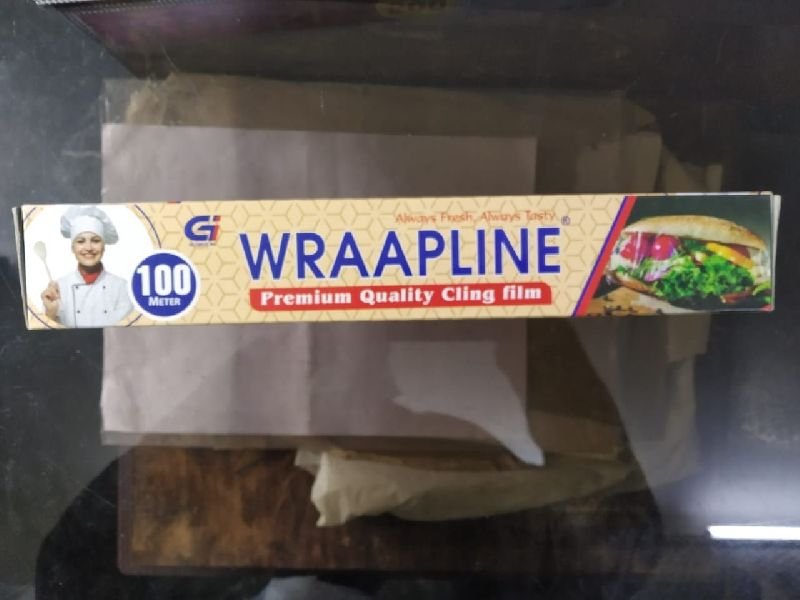 Always Fresh, Always Tasty
Gi
WRAAPLINE®
100
METER
Premium Quality Cling film